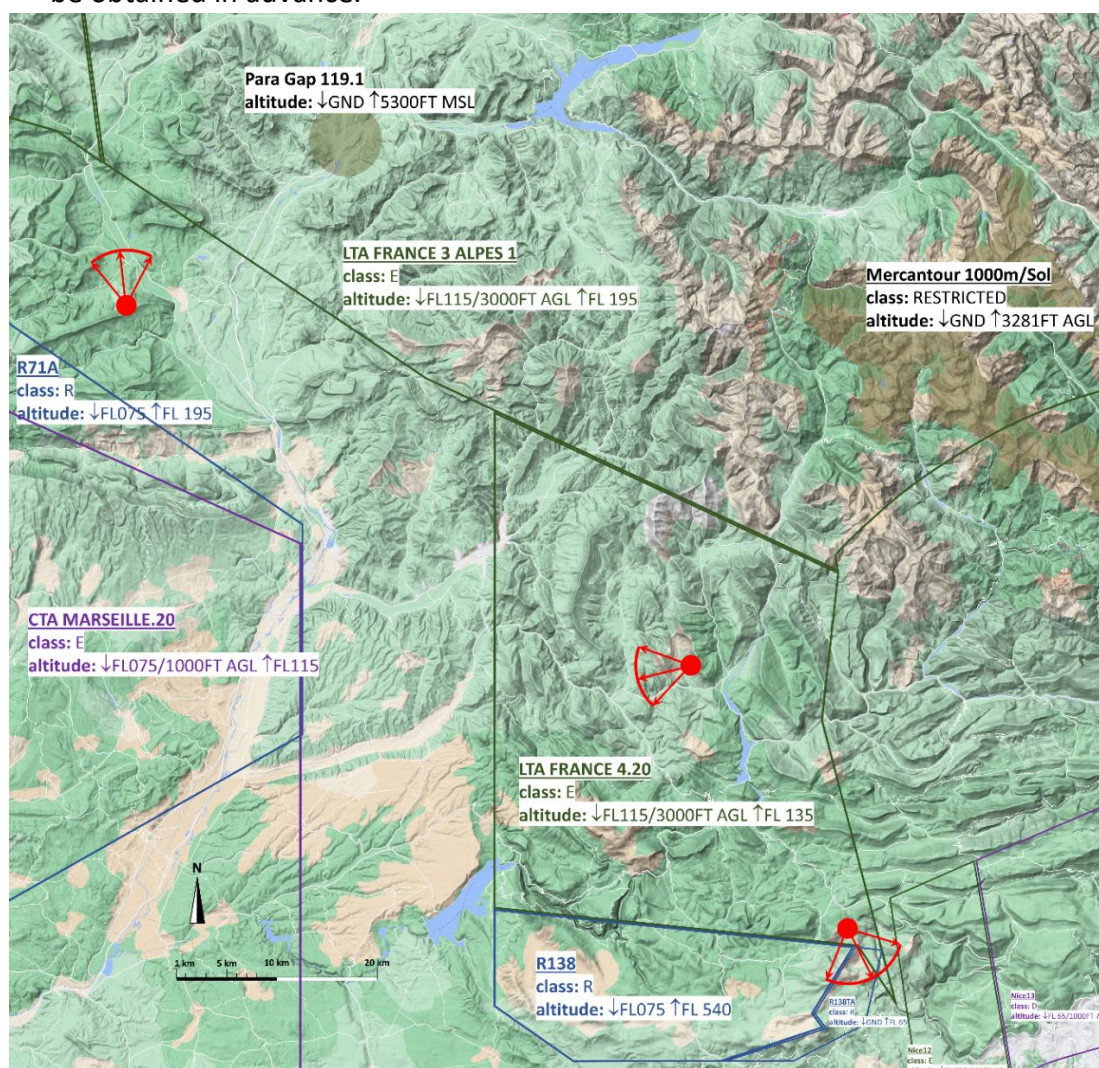 be obtained in advance.
Para Gap 119.1
altitude: ↓GND ↑5300FT MSL
LTA FRANCE 3 ALPES 1
class: E
altitude: ↓FL115/3000FT AGL ↑FL 195
Mercantour 1000m/Sol
class: RESTRICTED
altitude: ↓GND ↑3281FT AGL
R71A
class: R
altitude: ↓FL075 ↑FL 195
CTA MARSEILLE.20
class: E
altitude: ↓FL075/1000FT AGL ↑FL115
LTA FRANCE 4.20
class: E
altitude: ↓FL115/3000FT AGL ↑FL 135
N
1 km 5 km 10 km 20 km
R138
class: R
altitude: ↓FL075 ↑FL 540
R138TA
class: R
altitude: ↓GND ↑FL 65
Nice13
class: D
altitude: ↓FL 65/1000FT
Nice12
class: E